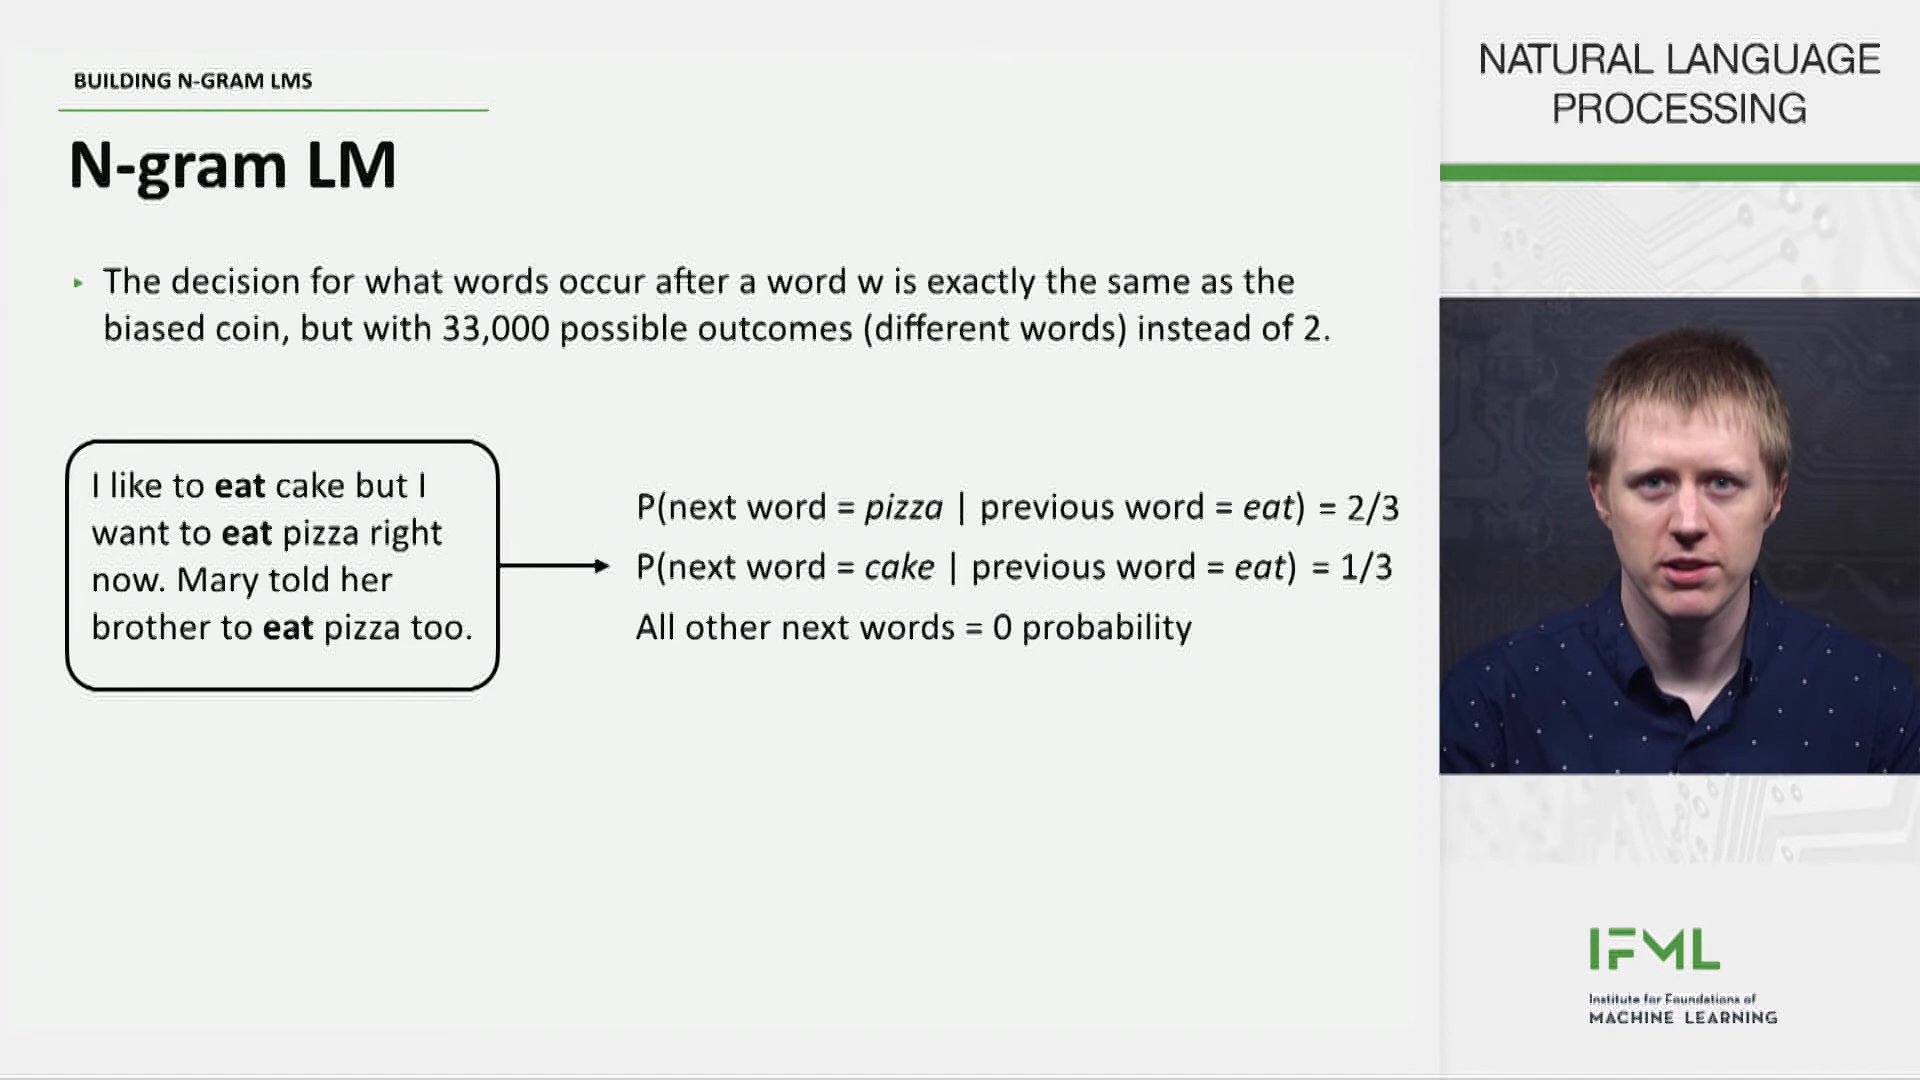 BUILDING N-GRAM LMS
N-gram LM
The decision for what words occur after a word w is exactly the same as the
biased coin, but with 33,000 possible outcomes (different words) instead of 2.
I like to eat cake but I
want to eat pizza right
now. Mary told her
brother to eat pizza too.
P(next word = pizza | previous word = eat) = 2/3
P(next word = cake | previous word = eat) = 1/3
All other next words = 0 probability
NATURAL LANGUAGE
PROCESSING
IFML
Institute for Foundations of
MACHINE LEARNING